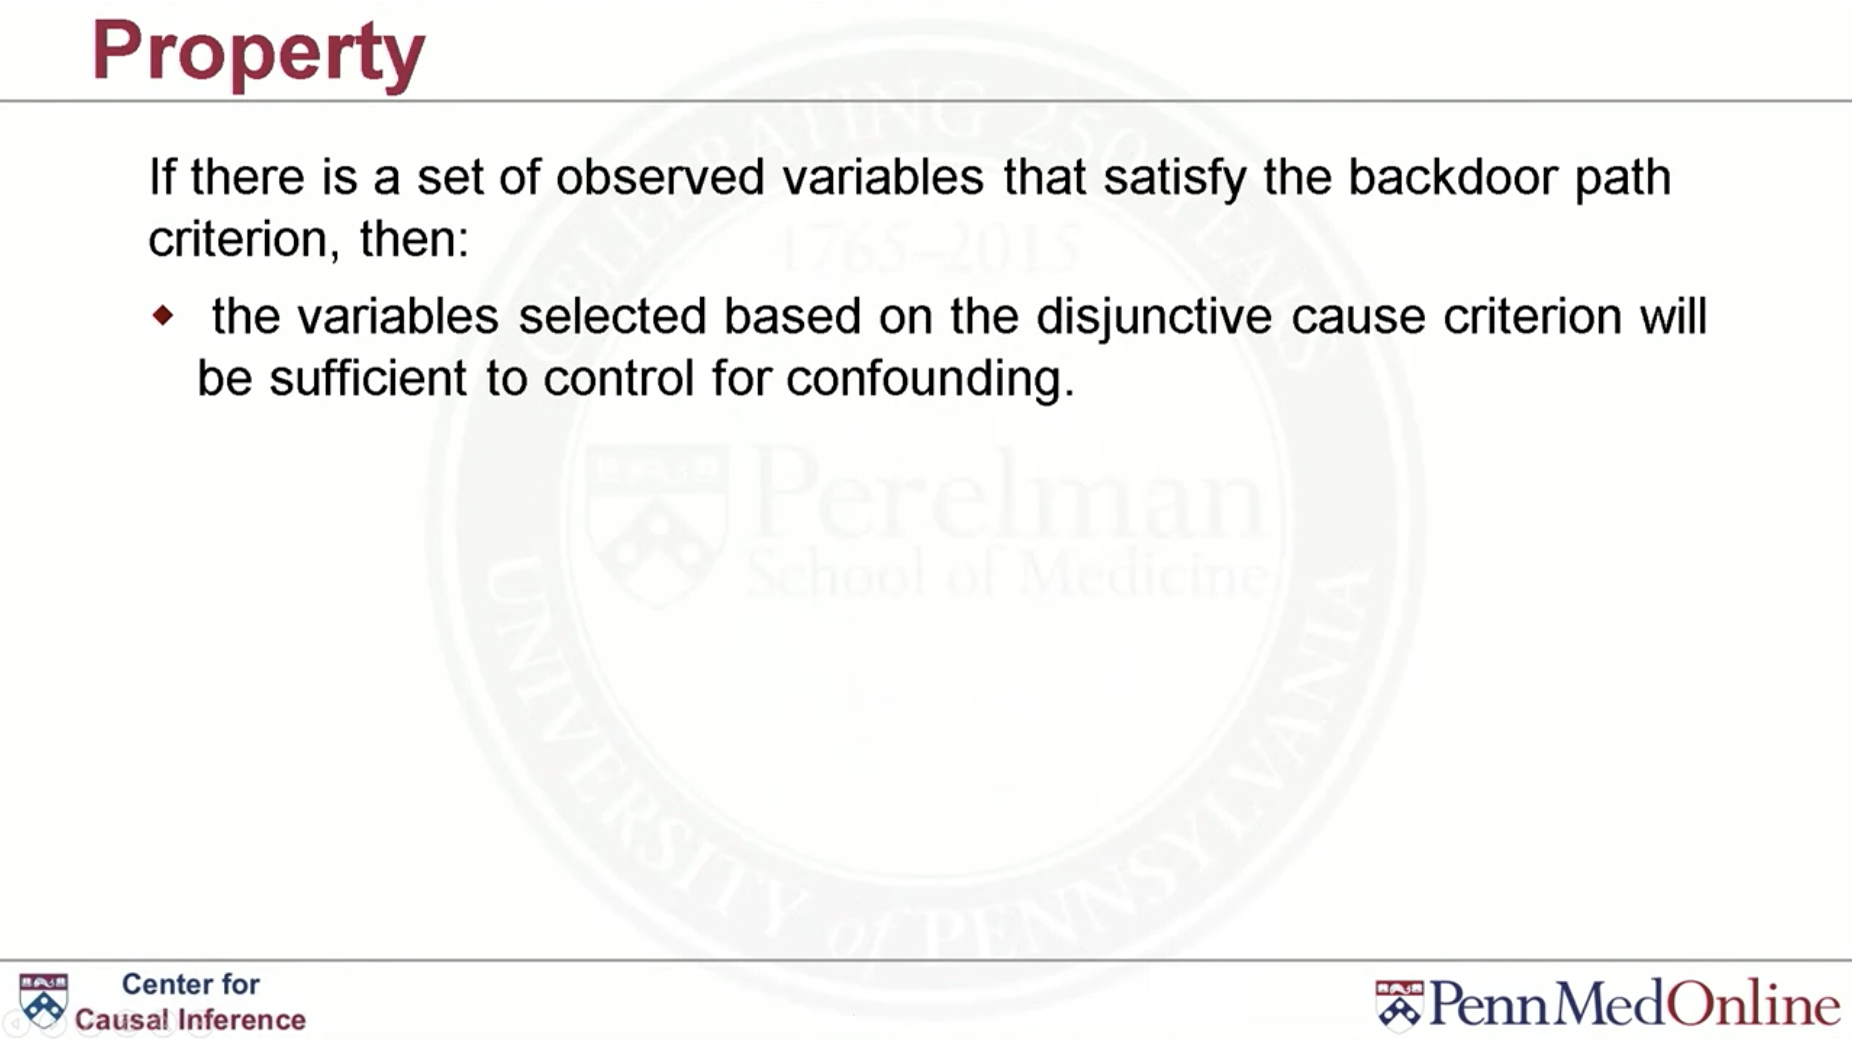 Property
If there is a set of observed variables that satisfy the backdoor path
criterion, then:
the variables selected based on the disjunctive cause criterion will
be sufficient to control for confounding.
CELEBRATING 250 YEARS
1765–2015
Perelman
School of Medicine
UNIVERSITY of PENNSYLVANIA
Center for
Causal Inference
PennMedOnline